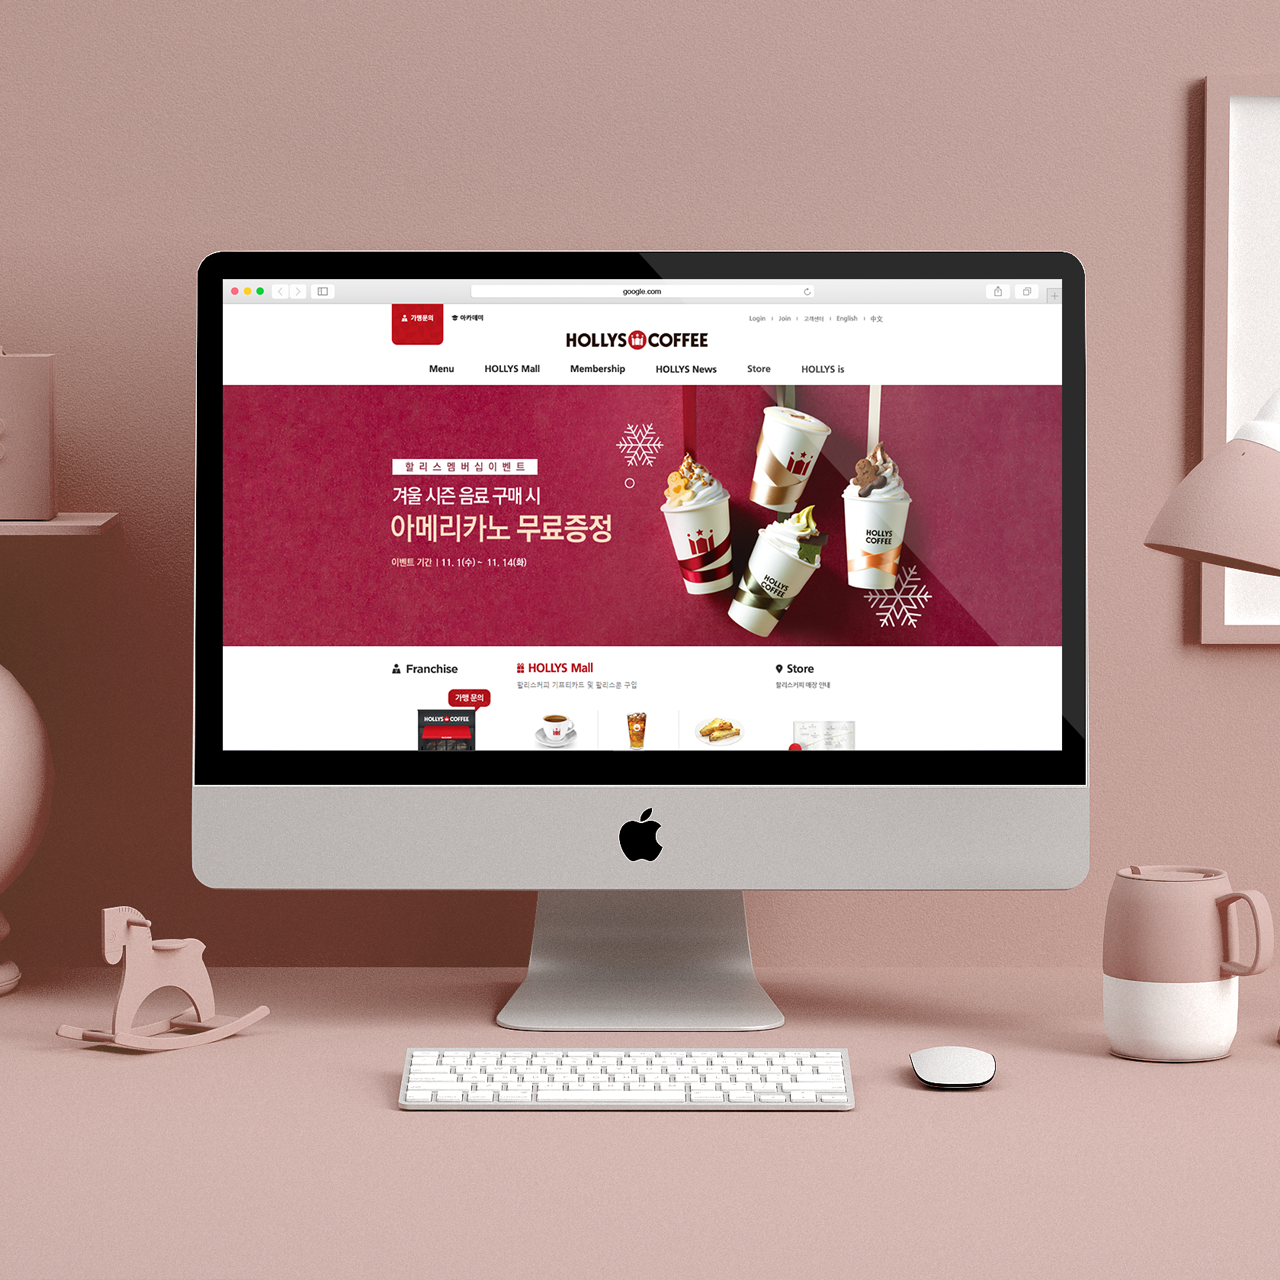 google.com
가맹문의 아카데미
Login Join 고객센터 English 中文
HOLLYS COFFEE
Menu HOLLYS Mall Membership HOLLYS News Store HOLLYS is
할리스멤버십이벤트
겨울 시즌 음료 구매 시
아메리카노 무료증정
이벤트 기간 | 11. 1(수) ~ 11. 14(화)
HOLLYS
COFFEE
HOLLYS
COFFEE
Franchise
가맹 문의
HOLLYS COFFEE
HOLLYS Mall
할리스커피 기프티카드 및 할리스콘 구입
Store
할리스커피 매장 안내